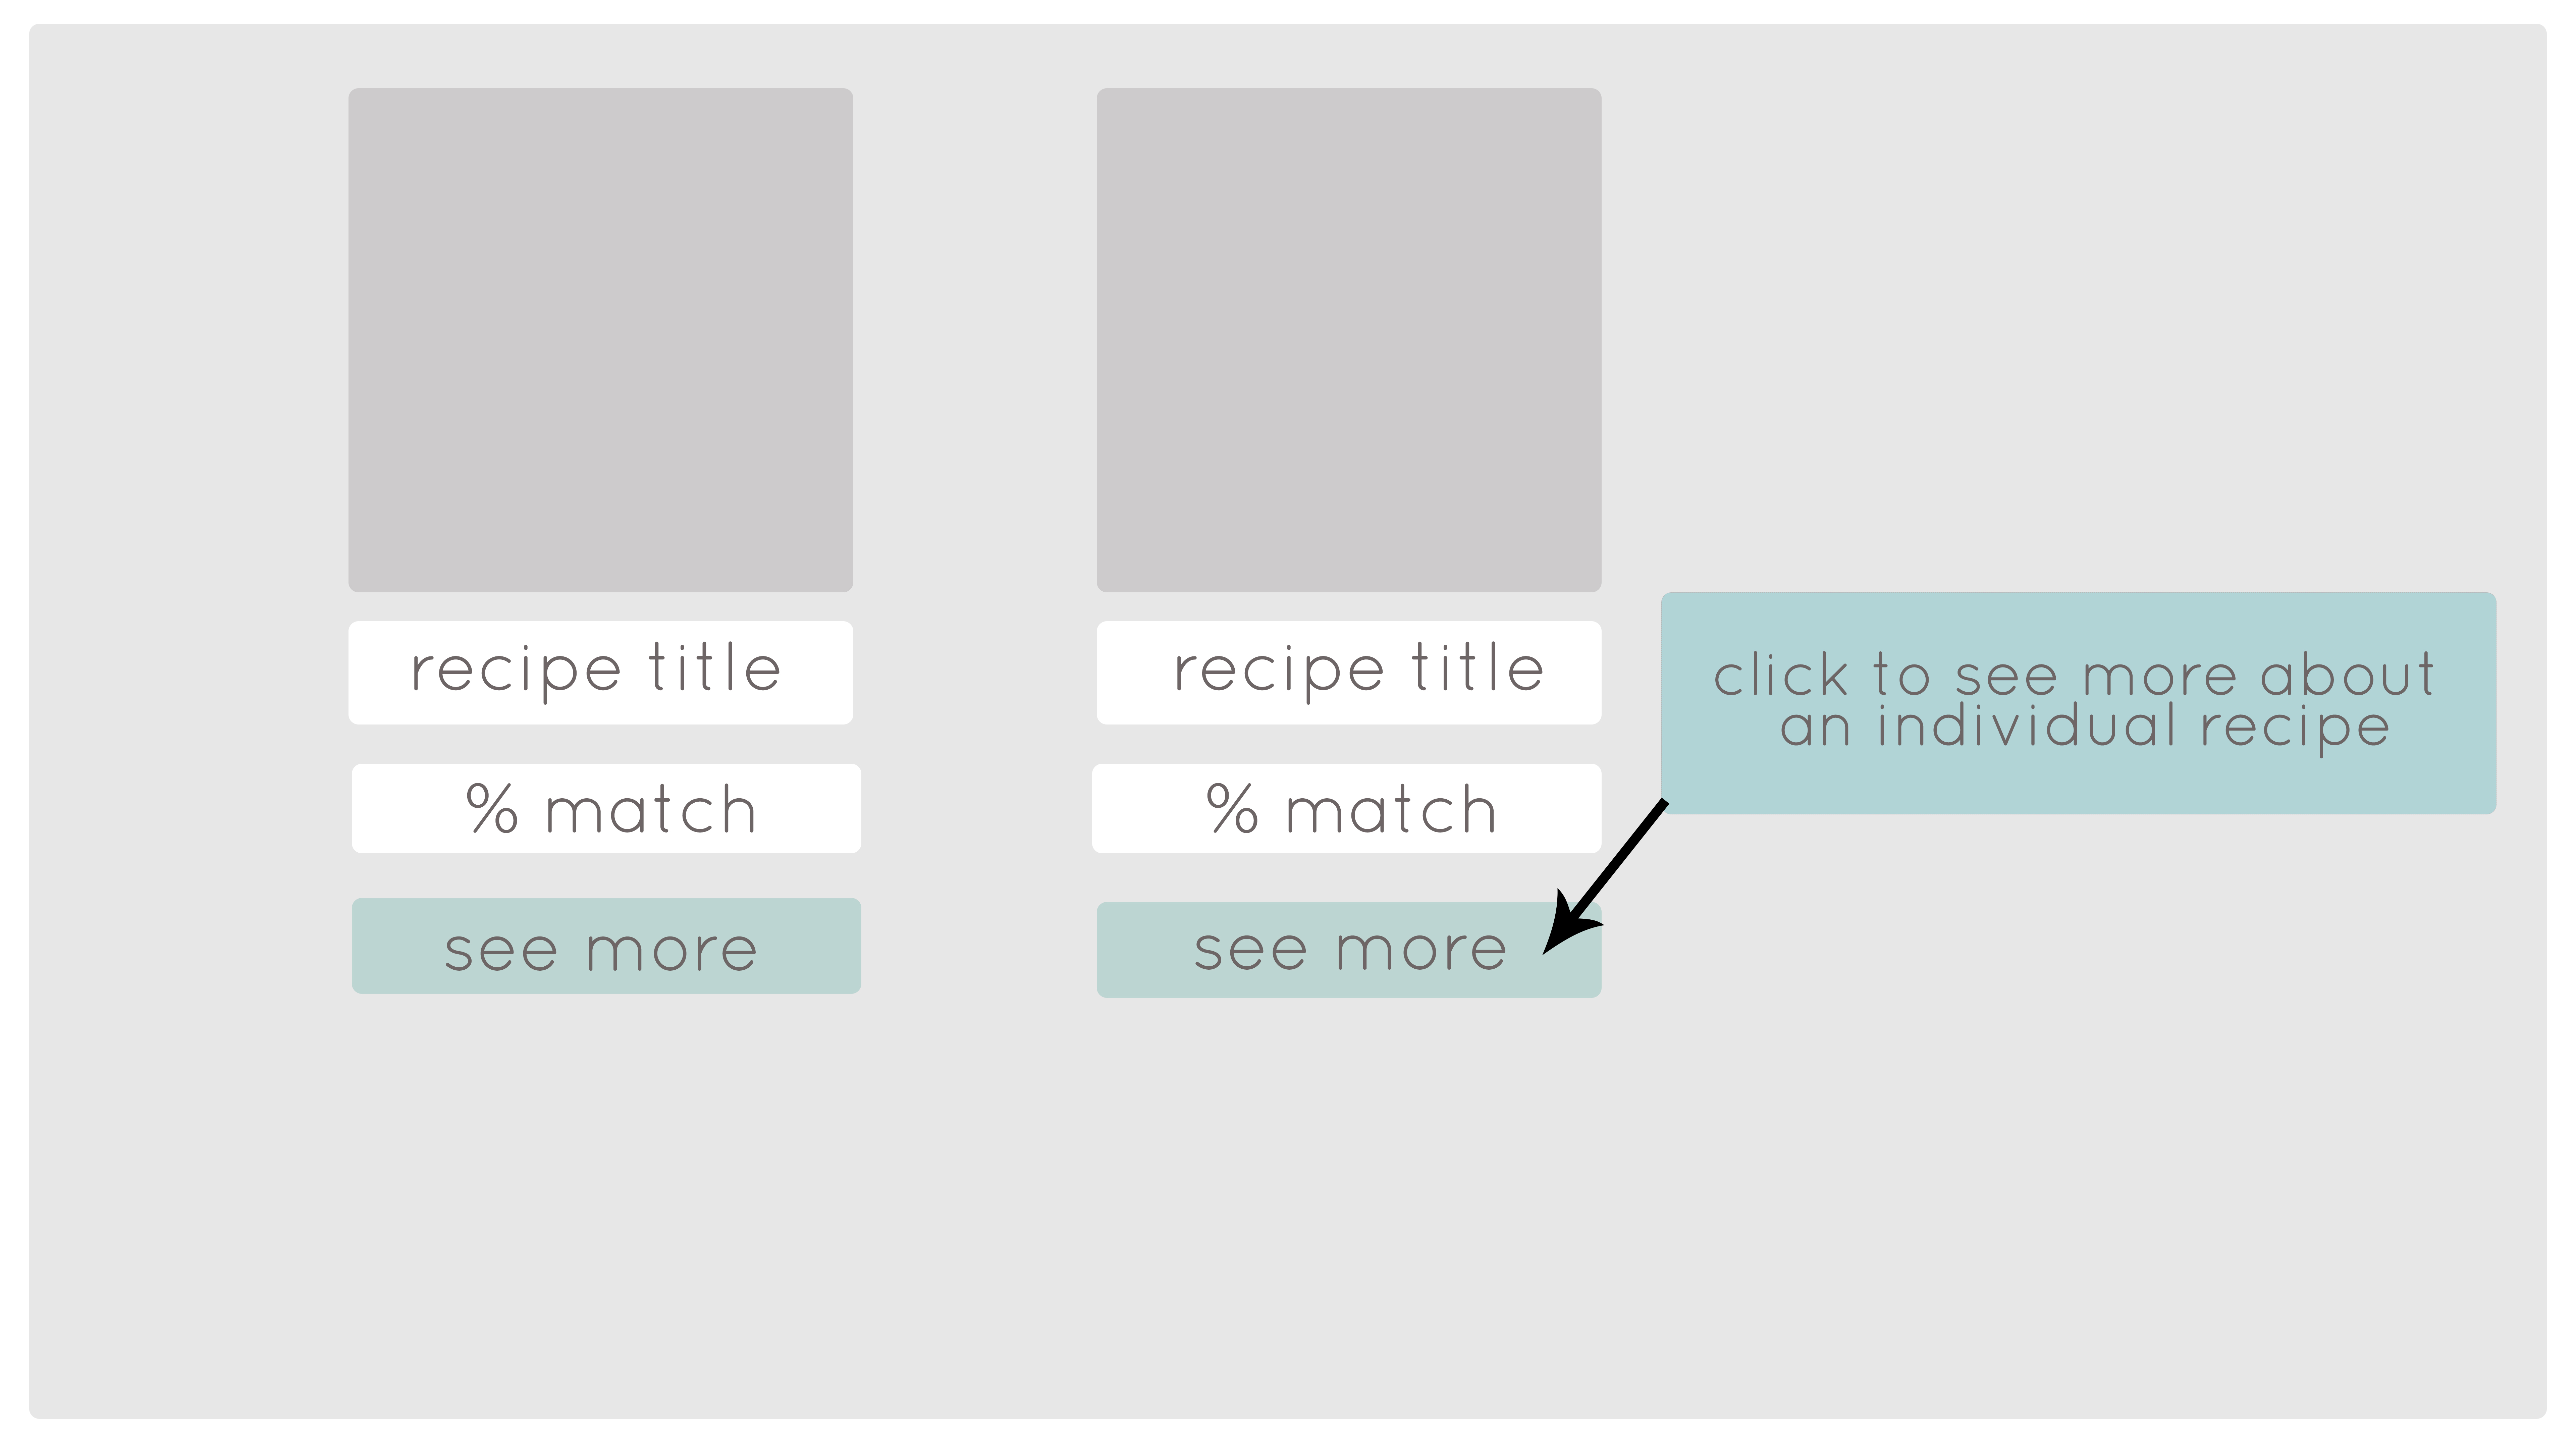 recipe title
% match
see more
recipe title
% match
see more
click to see more about
an individual recipe